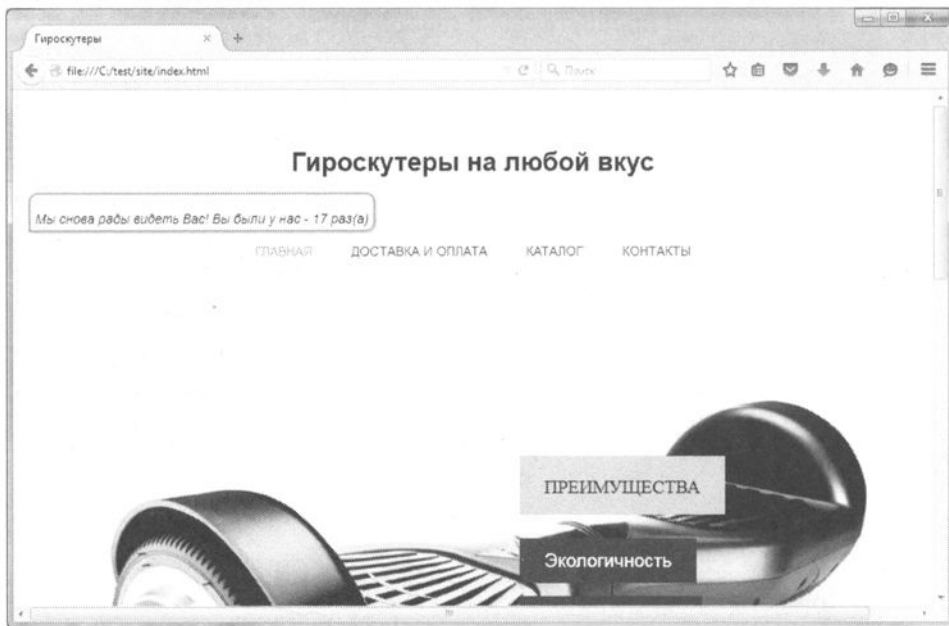 Гироскутеры
file:///C:/test/site/index.html
Поиск
Гироскутеры на любой вкус
Мы снова рады видеть Вас! Вы были у нас - 17 раз(а)
ГЛАВНАЯ ДОСТАВКА И ОПЛАТА КАТАЛОГ КОНТАКТЫ
ПРЕИМУЩЕСТВА
Экологичность